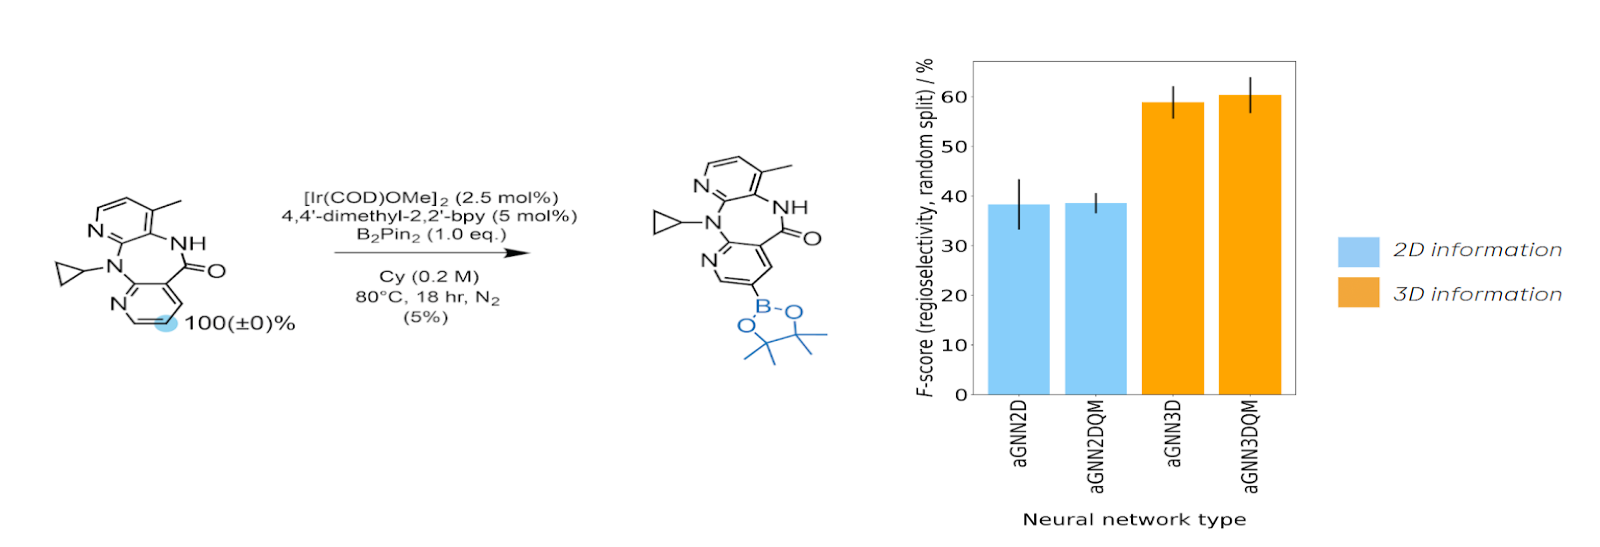 N
NH
N
O
N
100(±0)%
[Ir(COD)OMe]₂ (2.5 mol%)
4,4'-dimethyl-2,2'-bpy (5 mol%)
B₂Pin₂ (1.0 eq.)
Cy (0.2 M)
80°C, 18 hr, N₂
(5%)
N
NH
N
O
N
B
O
O
F-score (regioselectivity, random split) / %
60
50
40
30
20
10
0
aGNN2D
aGNN2DQM
aGNN3D
aGNN3DQM
Neural network type
2D information
3D information